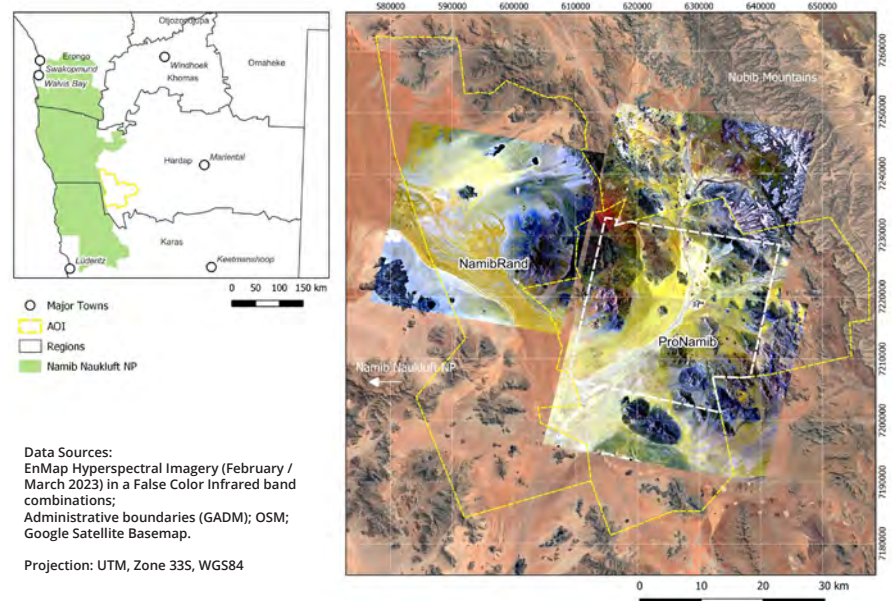 Otjozondjupa
Erongo
Swakopmund
Walvis Bay
Windhoek
Khomas
Omaheke
Hardap
Mariental
Karas
Lüderitz
Keetmanshoop
0 50 100 150 km
Major Towns
AOI
Regions
Namib Naukluft NP
Data Sources:
EnMap Hyperspectral Imagery (February /
March 2023) in a False Color Infrared band
combinations;
Administrative boundaries (GADM); OSM;
Google Satellite Basemap.
Projection: UTM, Zone 33S, WGS84
580000 590000 600000 610000 620000 630000 640000 650000
7260000
7250000
7240000
7230000
7220000
7210000
7200000
7190000
7180000
Nubib Mountains
NamibRand
ProNamib
Namib Naukluft NP
0 10 20 30 km